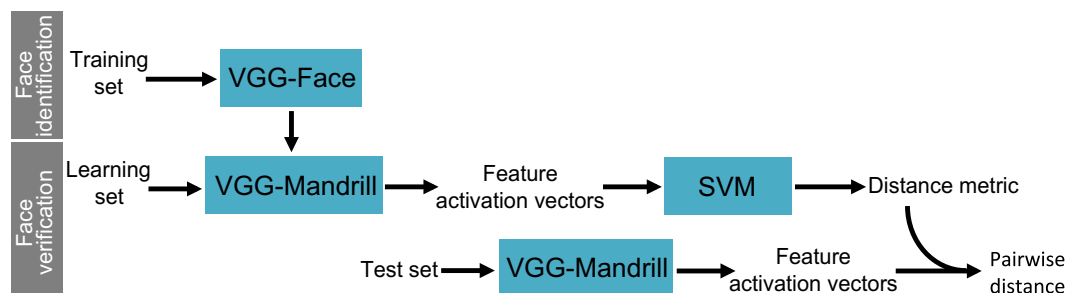 Face
identification
Training
set
VGG-Face
Face
verification
Learning
set
VGG-Mandrill
Feature
activation vectors
SVM
Distance metric
Test set
VGG-Mandrill
Feature
activation vectors
Pairwise
distance